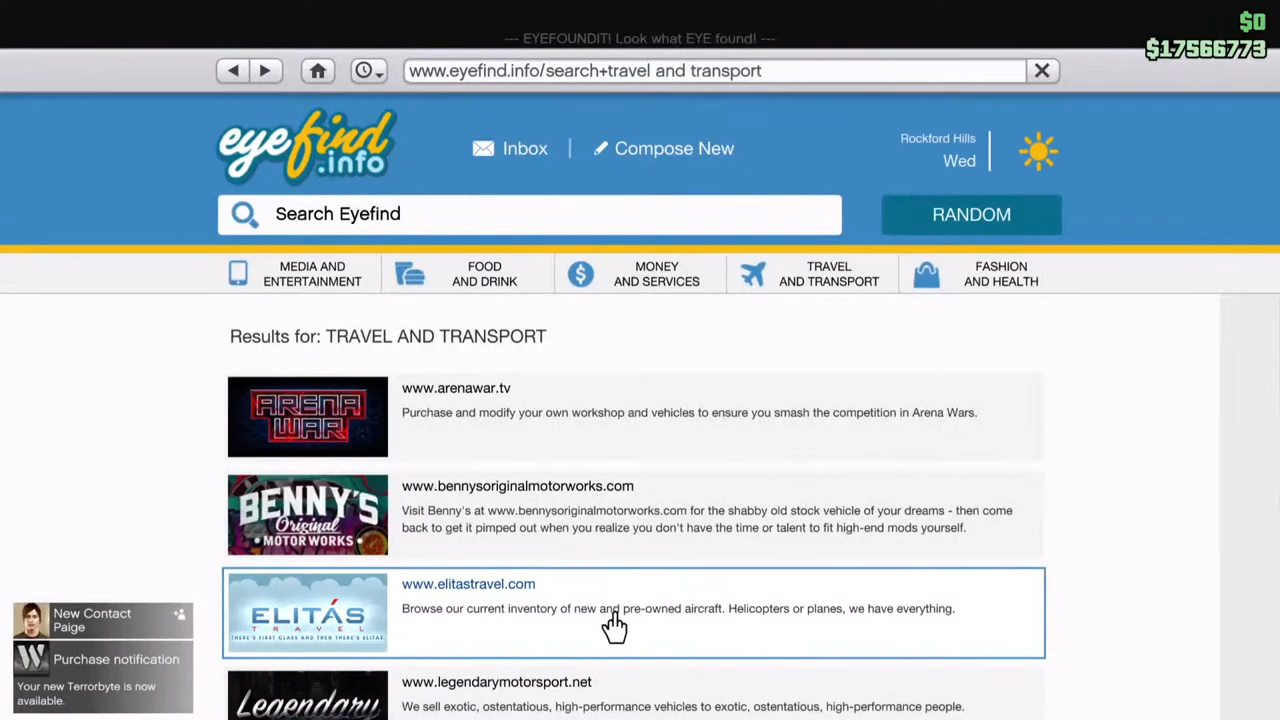 $0
--- EYEFOUNDIT! Look what EYE found! ---
$17566773
www.eyefind.info/search+travel and transport
eyefind
.info
Inbox
Compose New
Rockford Hills
Wed
Search Eyefind
RANDOM
MEDIA AND
ENTERTAINMENT
FOOD
AND DRINK
MONEY
AND SERVICES
TRAVEL
AND TRANSPORT
FASHION
AND HEALTH
Results for: TRAVEL AND TRANSPORT
ARENA
WAR
www.arenawar.tv
Purchase and modify your own workshop and vehicles to ensure you smash the competition in Arena Wars.
BENNY'S
Original
MOTOR WORKS
www.bennysoriginalmotorworks.com
Visit Benny's at www.bennysoriginalmotorworks.com for the shabby old stock vehicle of your dreams - then come
back to get it pimped out when you realize you don't have the time or talent to fit high-end mods yourself.
ELITÁS
TRAVEL
THERE'S FIRST CLASS AND THEN THERE'S ELITAS
www.elitastravel.com
Browse our current inventory of new and pre-owned aircraft. Helicopters or planes, we have everything.
New Contact
Paige
W
Purchase notification
Your new Terrorbyte is now
available.
Legendary
www.legendarymotorsport.net
We sell exotic, ostentatious, high-performance vehicles to exotic, ostentatious, high-performance people.